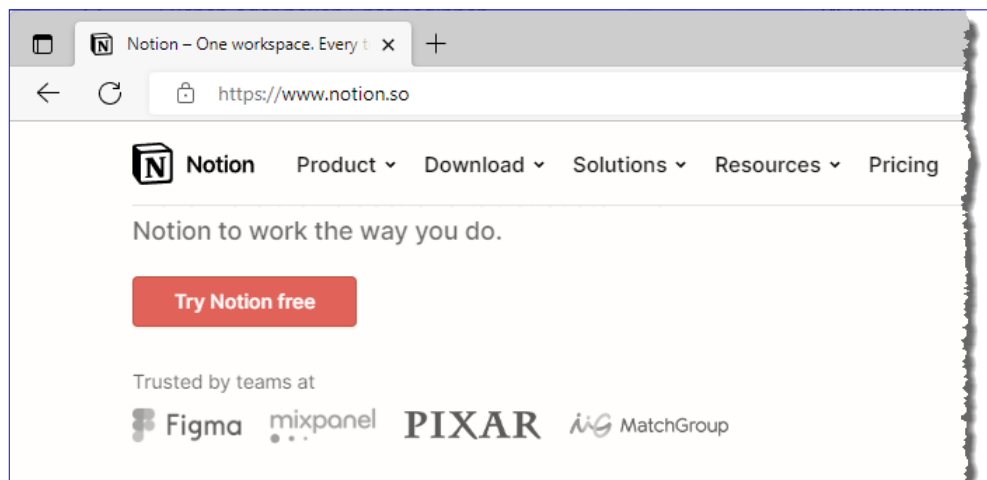 Notion – One workspace. Every t
https://www.notion.so
N Notion Product Download Solutions Resources Pricing
Notion to work the way you do.
Try Notion free
Trusted by teams at
Figma mixpanel PIXAR MG MatchGroup